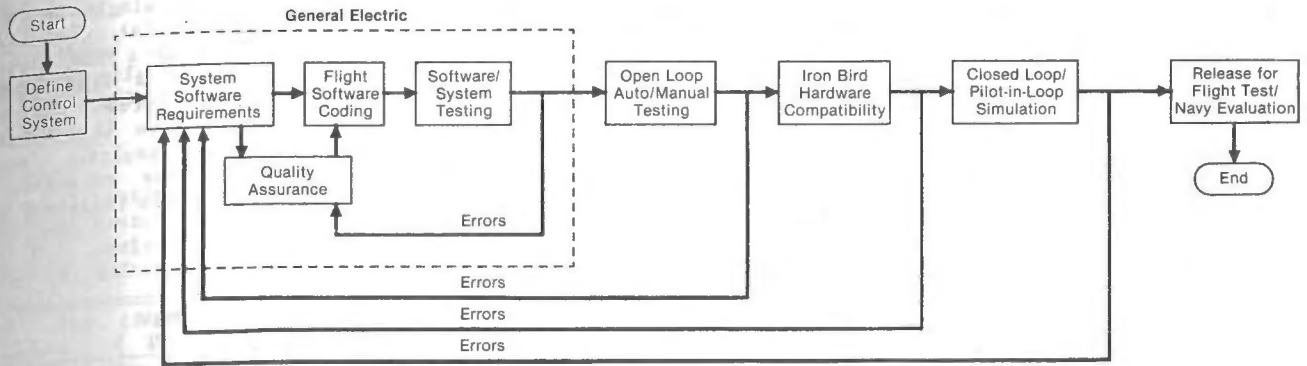 General Electric
Start
Define
Control
System
System
Software
Requirements
Flight
Software
Coding
Software/
System
Testing
Quality
Assurance
Errors
Open Loop
Auto/Manual
Testing
Iron Bird
Hardware
Compatibility
Closed Loop/
Pilot-in-Loop
Simulation
Release for
Flight Test/
Navy Evaluation
End
Errors
Errors
Errors